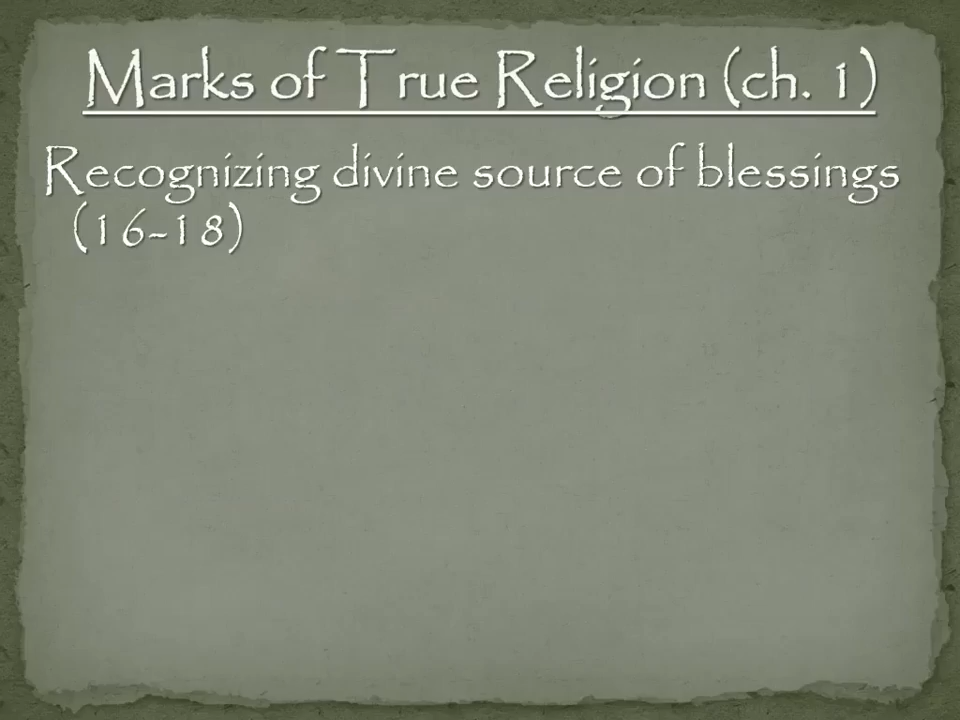 Marks of True Religion (ch. 1)
Recognizing divine source of blessings
(16-18)